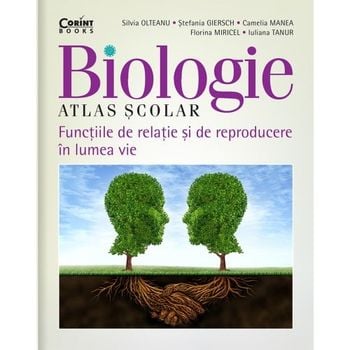 CORINT
BOOKS
Silvia OLTEANU • Ștefania GIERSCH • Camelia MANEA
Florina MIRICEL • Iuliana TANUR
Biologie
ATLAS ȘCOLAR
Funcțiile de relație și de reproducere
în lumea vie